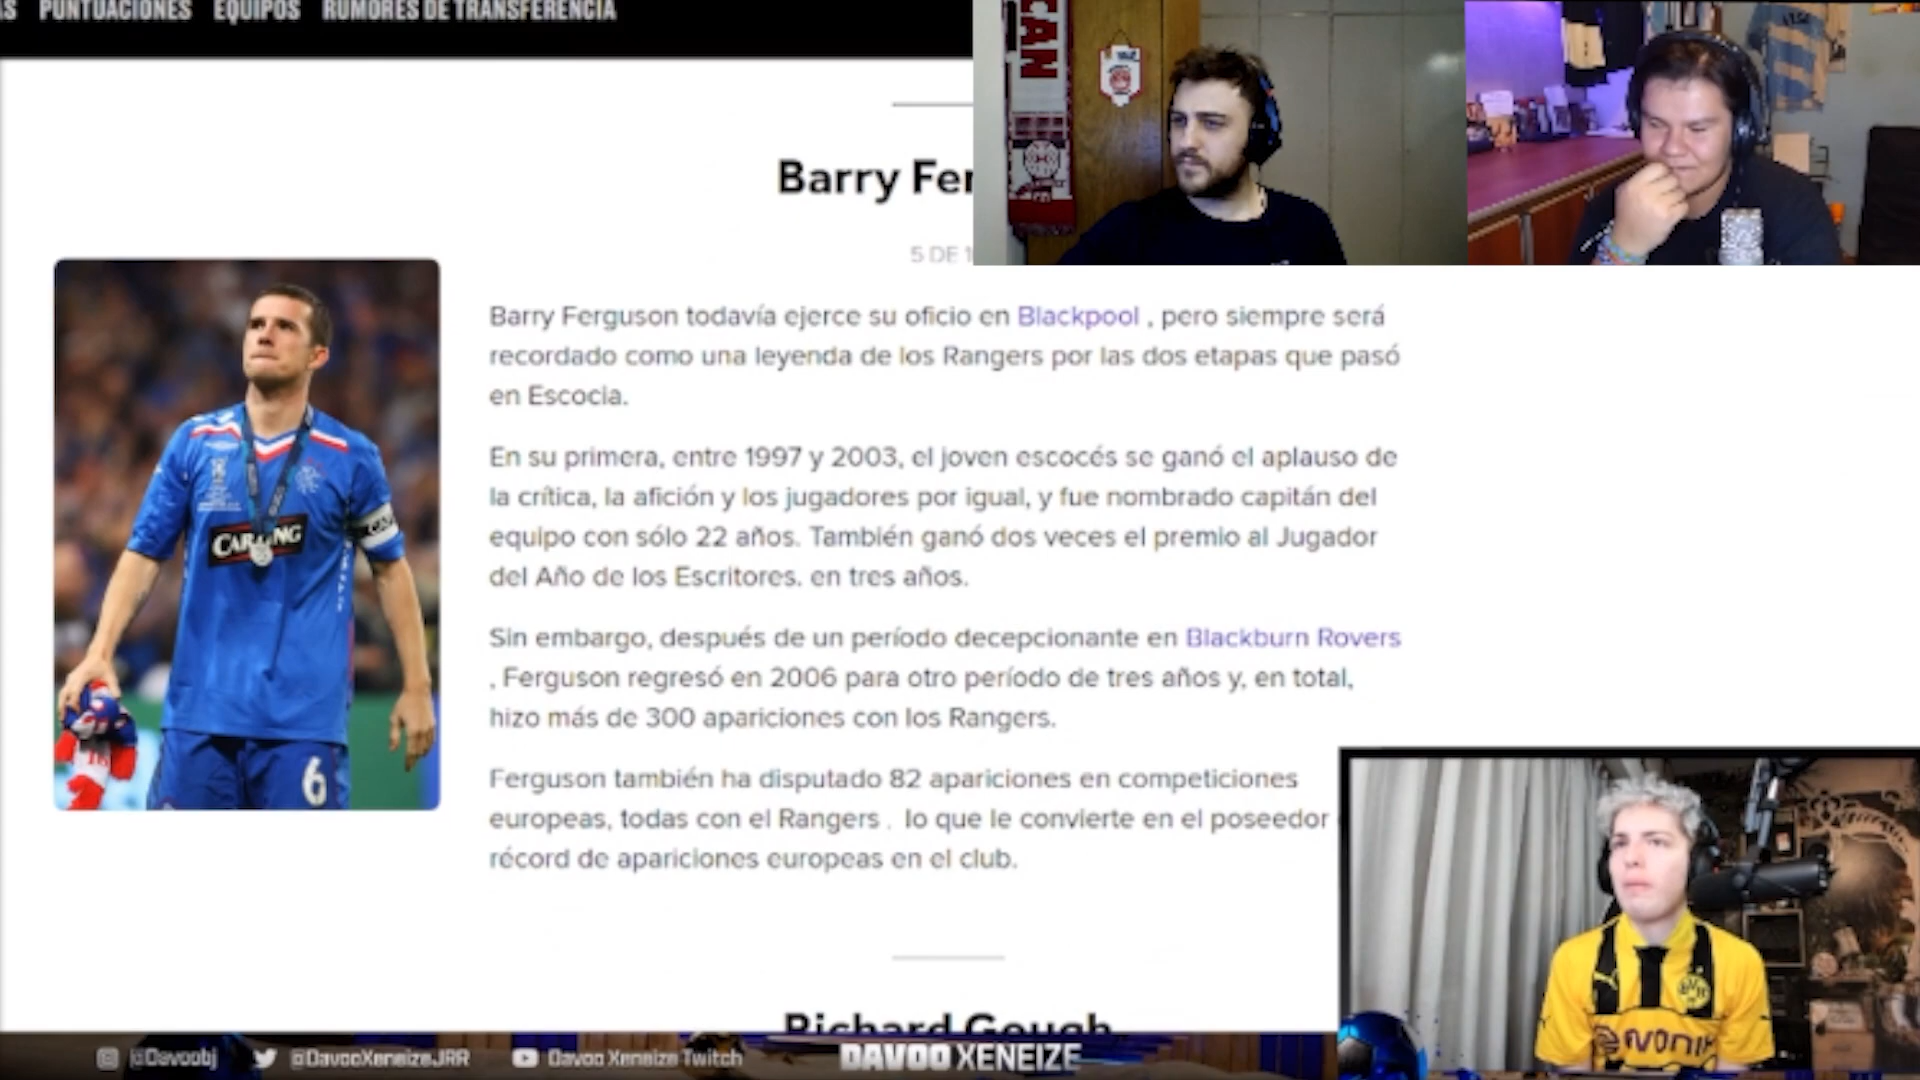 PUNTUACIONES EQUIPOS RUMORES DE TRANSFERENCIA
CAN
Barry Fer
5 DE 1
Barry Ferguson todavía ejerce su oficio en Blackpool , pero siempre será
recordado como una leyenda de los Rangers por las dos etapas que pasó
en Escocia.
En su primera, entre 1997 y 2003, el joven escocés se ganó el aplauso de
la crítica, la afición y los jugadores por igual, y fue nombrado capitán del
equipo con sólo 22 años. También ganó dos veces el premio al Jugador
del Año de los Escritores. en tres años.
Sin embargo, después de un período decepcionante en Blackburn Rovers
, Ferguson regresó en 2006 para otro período de tres años y, en total,
hizo más de 300 apariciones con los Rangers.
Ferguson también ha disputado 82 apariciones en competiciones
europeas, todas con el Rangers . lo que le convierte en el poseedor
récord de apariciones europeas en el club.
CARLING
6
Richard Gough
BVB
EVONIK
@Davoobj @DavooXeneizeJRR Davoo Xeneize Twitch DAVOO XENEIZE